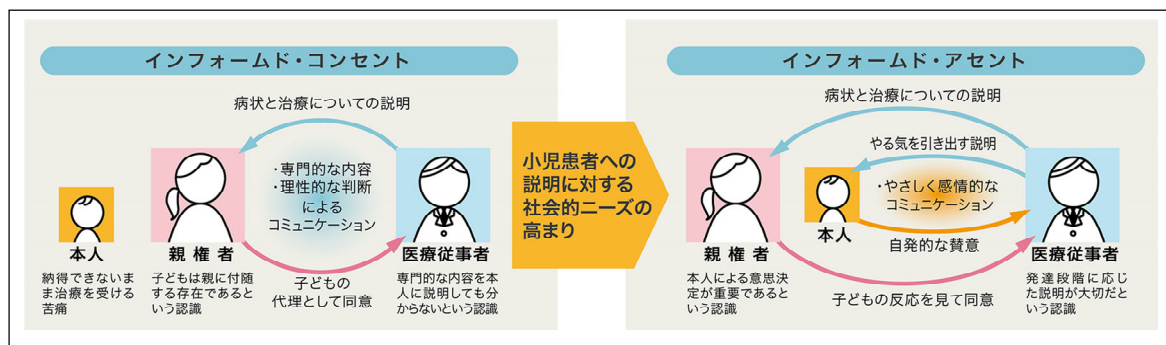 インフォームド・コンセント
病状と治療についての説明
・専門的な内容
・理性的な判断
による
コミュニケーション
本人
納得できないま
ま治療を受ける
苦痛
親権者
子どもは親に付随
する存在であると
いう認識
医療従事者
専門的な内容を本
人に説明しても分
からないという認識
子どもの
代理として同意
小児患者への
説明に対する
社会的ニーズの
高まり
インフォームド・アセント
病状と治療についての説明
やる気を引き出す説明
・やさしく感情的な
コミュニケーション
本人
自発的な賛意
親権者
本人による意思決
定が重要であると
いう認識
医療従事者
発達段階に応じ
た説明が大切だと
いう認識
子どもの反応を見て同意